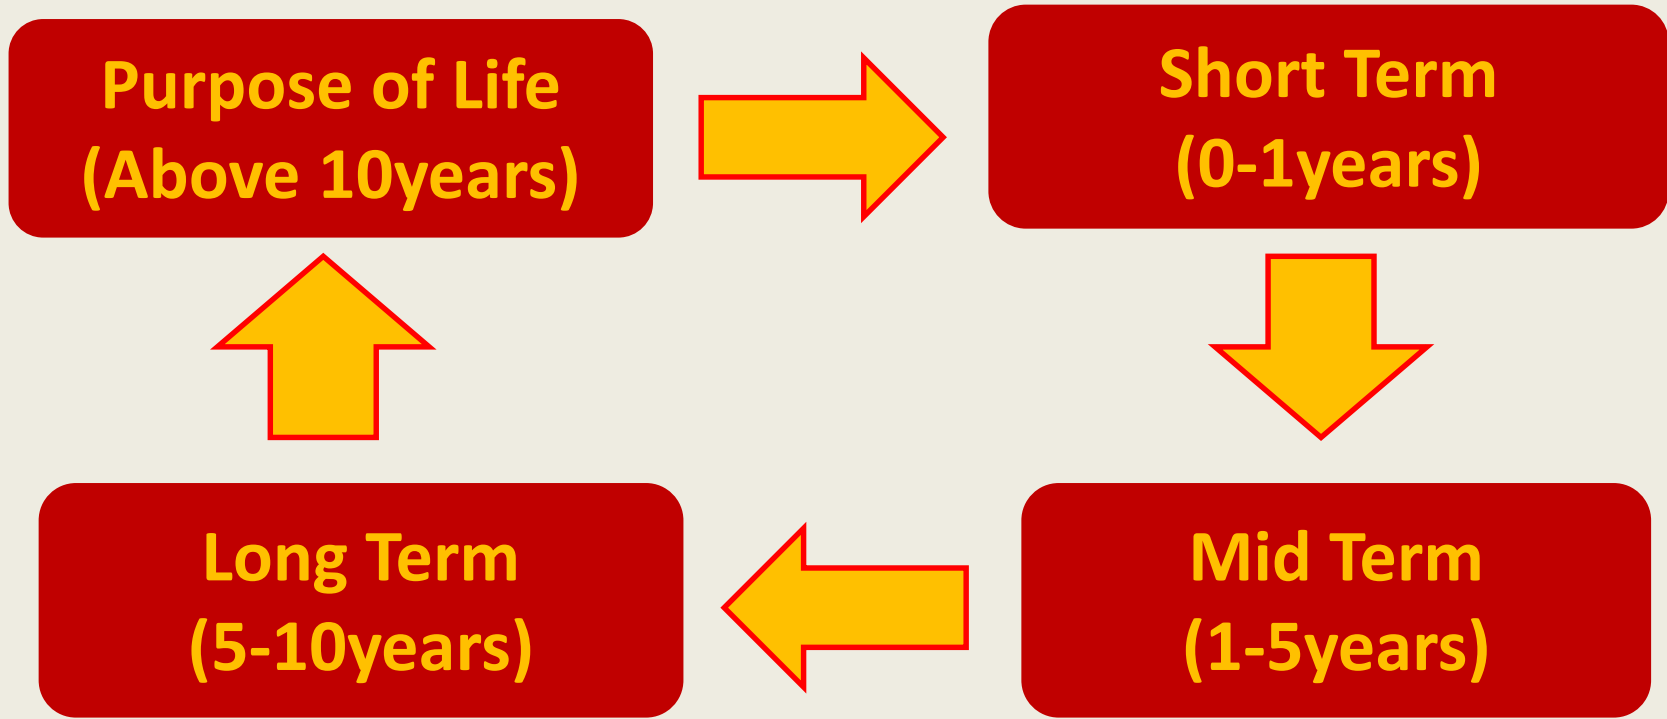 Purpose of Life
(Above 10years)
Short Term
(0-1years)
Long Term
(5-10years)
Mid Term
(1-5years)